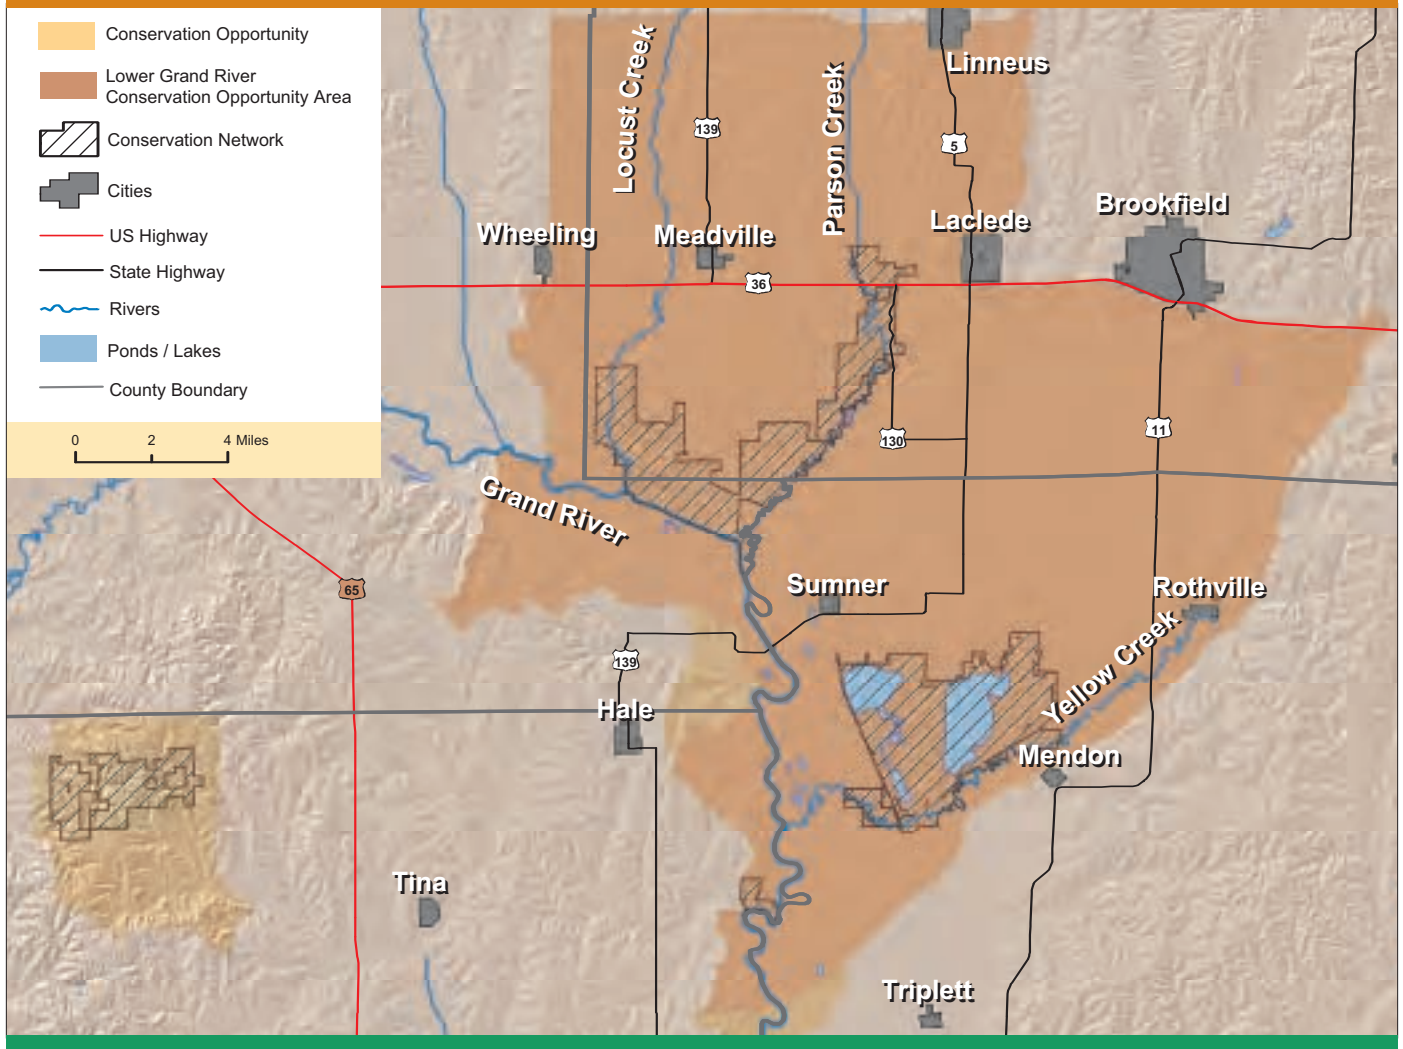 Conservation Opportunity
Lower Grand River
Conservation Opportunity Area
Conservation Network
Cities
US Highway
State Highway
Rivers
Ponds / Lakes
County Boundary
0 2 4 Miles
Locust Creek
Parson Creek
Linneus
139
5
Wheeling
Meadville
Laclede
Brookfield
36
130
11
Grand River
65
Sumner
Rothville
139
Hale
Yellow Creek
Mendon
Tina
Triplett